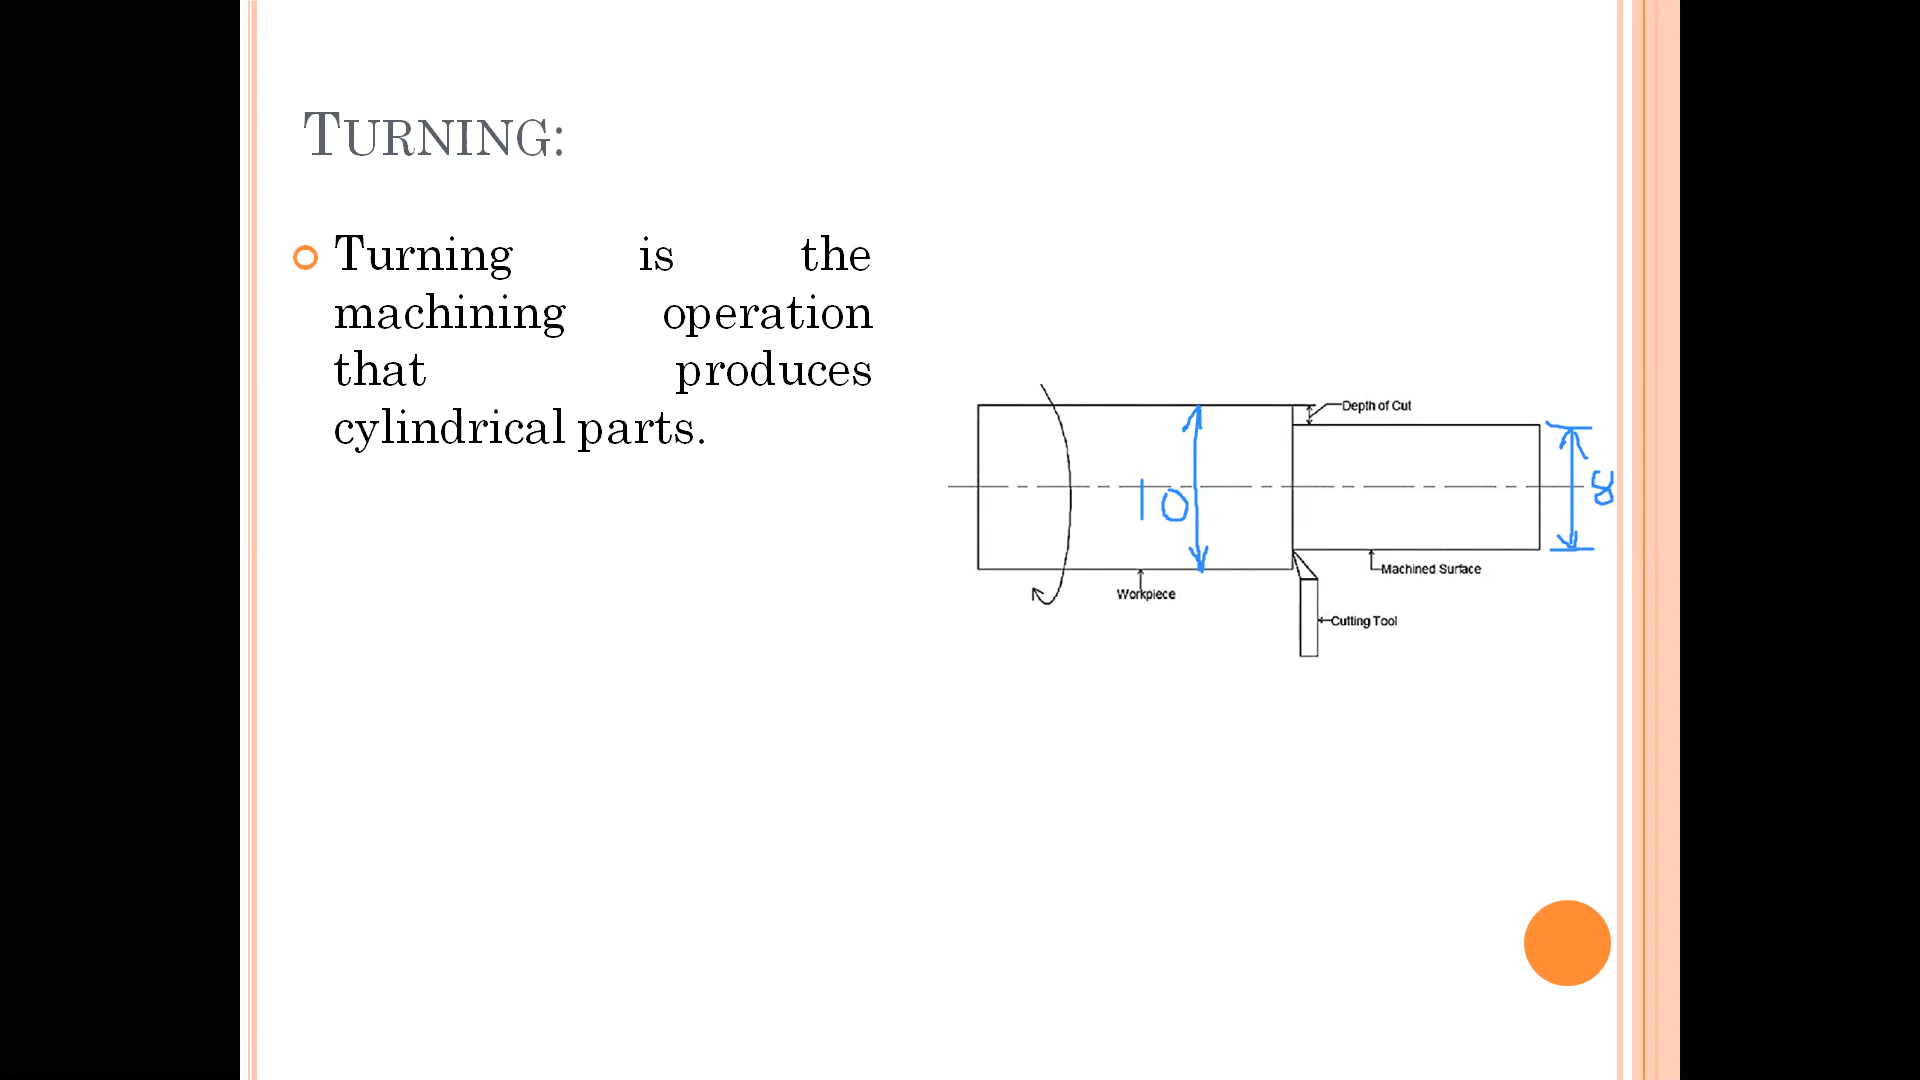 TURNING:
Turning is the
machining operation
that produces
cylindrical parts.
Depth of Cut
10
8
Machined Surface
Workpiece
Cutting Tool